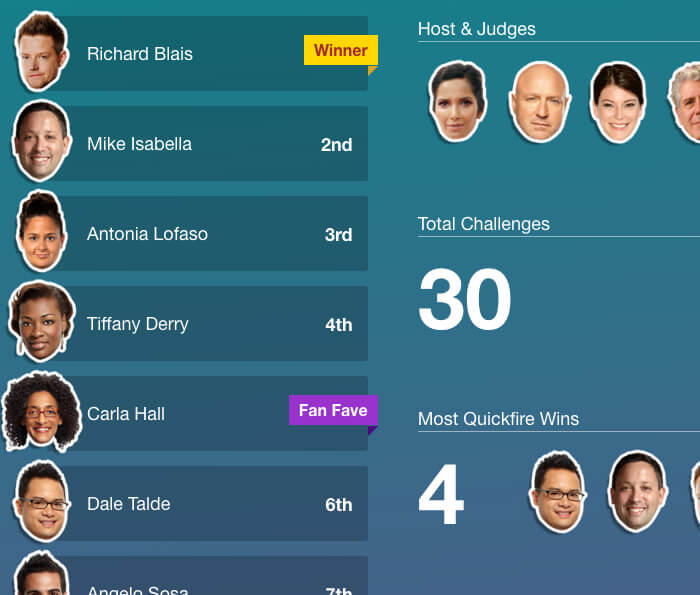 Richard Blais
Winner
Mike Isabella
2nd
Antonia Lofaso
3rd
Tiffany Derry
4th
Carla Hall
Fan Fave
Dale Talde
6th
Angelo Sosa
7th
Host & Judges
Total Challenges
30
Most Quickfire Wins
4